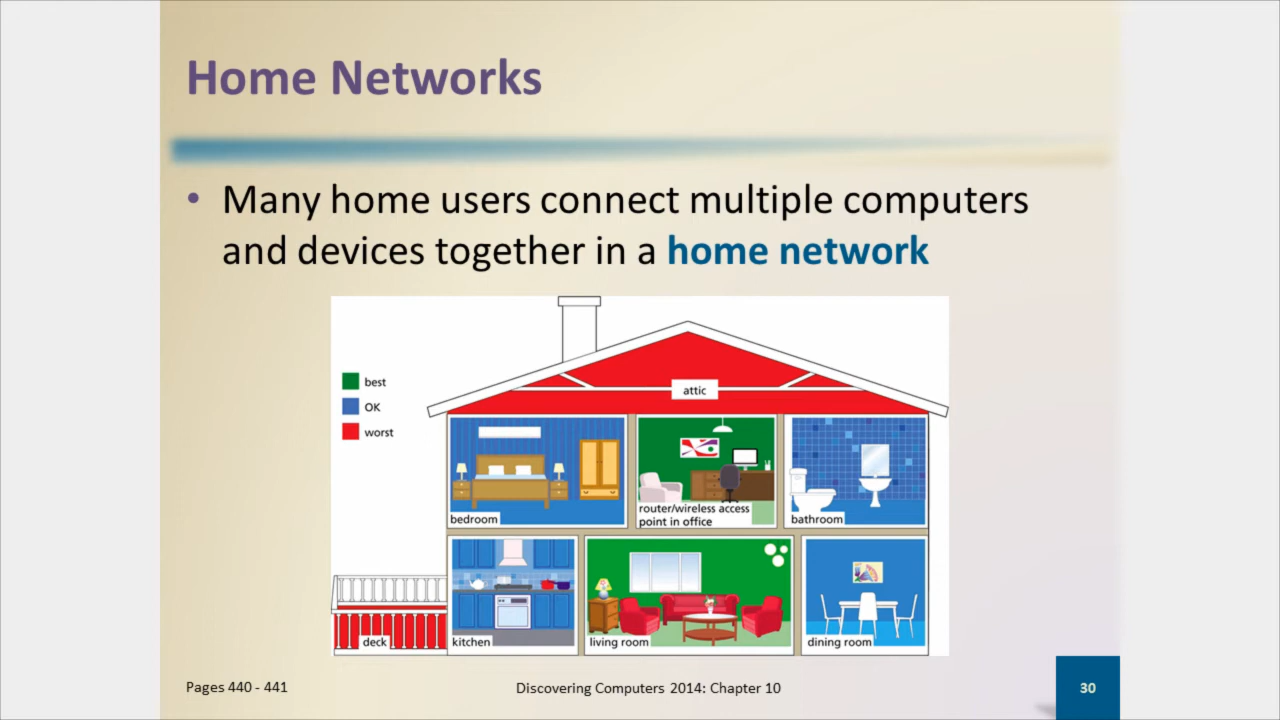 Home Networks
• Many home users connect multiple computers
and devices together in a home network
best
OK
worst
attic
bedroom
router/wireless access
point in office
bathroom
deck
kitchen
living room
dining room
Pages 440 - 441
Discovering Computers 2014: Chapter 10
30